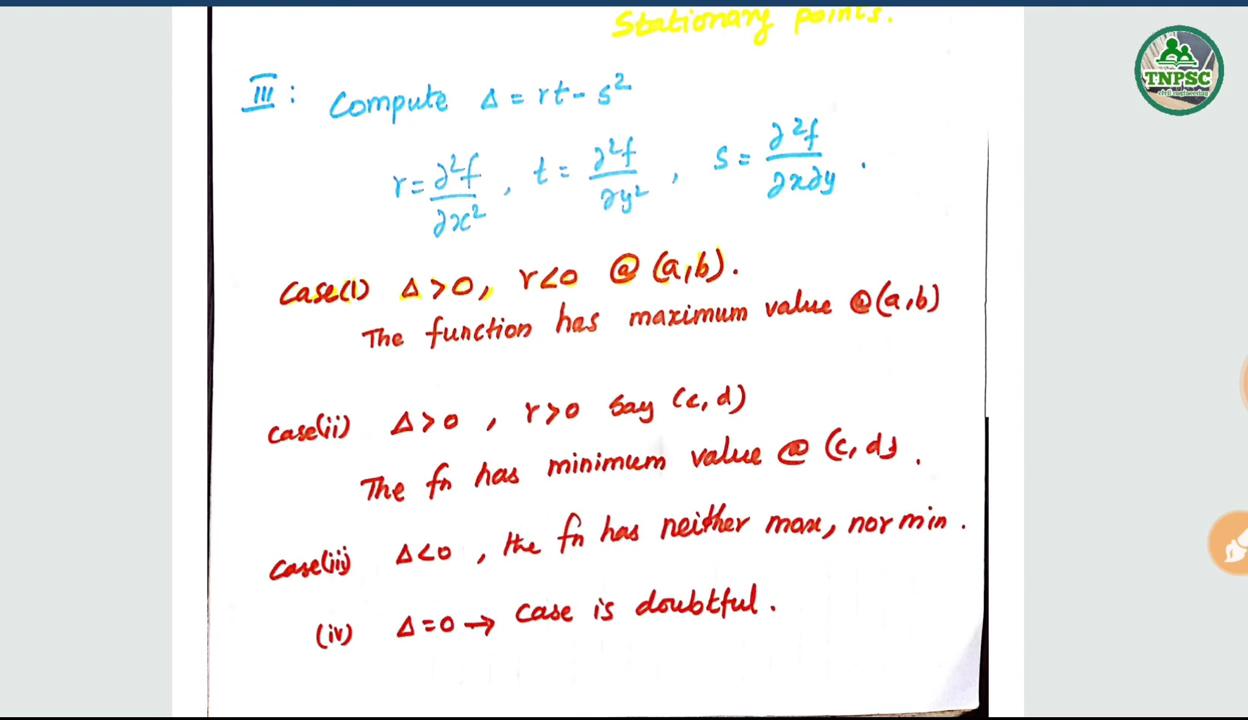 Stationary points.
III : Compute Δ = rt - s²
r = ∂²f/∂x² , t = ∂²f/∂y² , s = ∂²f/∂x∂y .
Case(i) Δ>0, r<0 @ (a,b).
The function has maximum value @(a,b)
Case(ii) Δ>0 , r>0 say (c,d)
The fn has minimum value @ (c,d) .
Case(iii) Δ<0 , the fn has neither max, nor min .
(iv) Δ=0 → Case is doubtful .
TNPSC
civil engineering